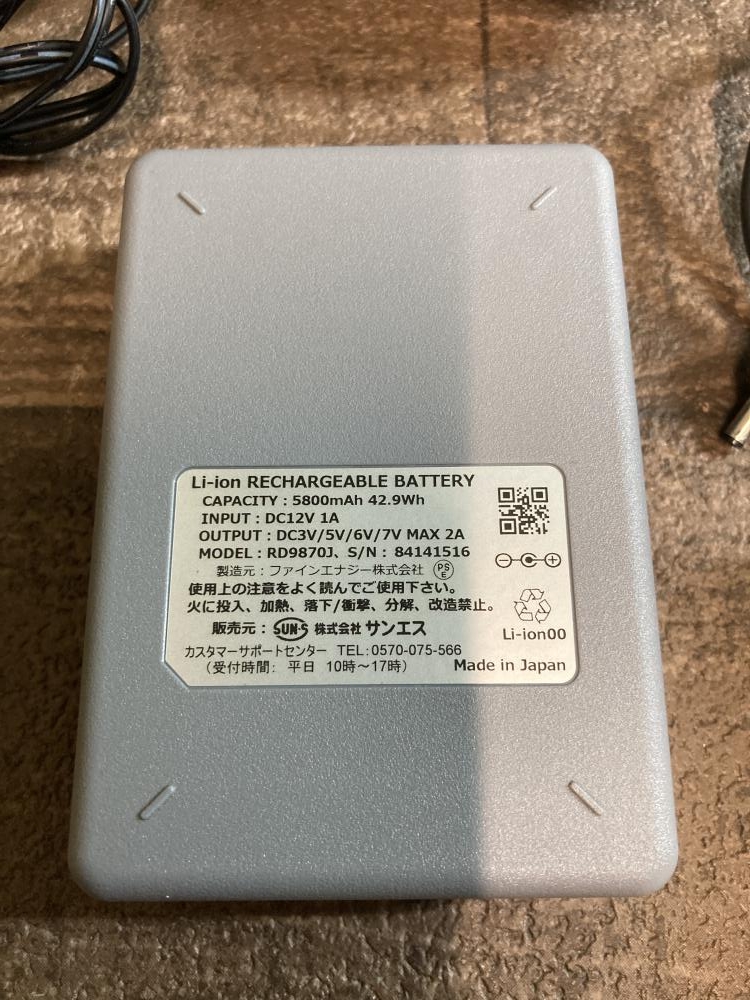 Li-ion RECHARGEABLE BATTERY
CAPACITY : 5800mAh 42.9Wh
INPUT : DC12V 1A
OUTPUT : DC3V/5V/6V/7V MAX 2A
MODEL : RD9870J、S/N : 84141516
製造元 : ファインエナジー株式会社 PSE
使用上の注意をよく読んでご使用下さい。
火に投入、加熱、落下/衝撃、分解、改造禁止。
販売元 : SUN・S 株式会社 サンエス
カスタマーサポートセンター TEL:0570-075-566
(受付時間: 平日 10時〜17時)
Li-ion00
Made in Japan